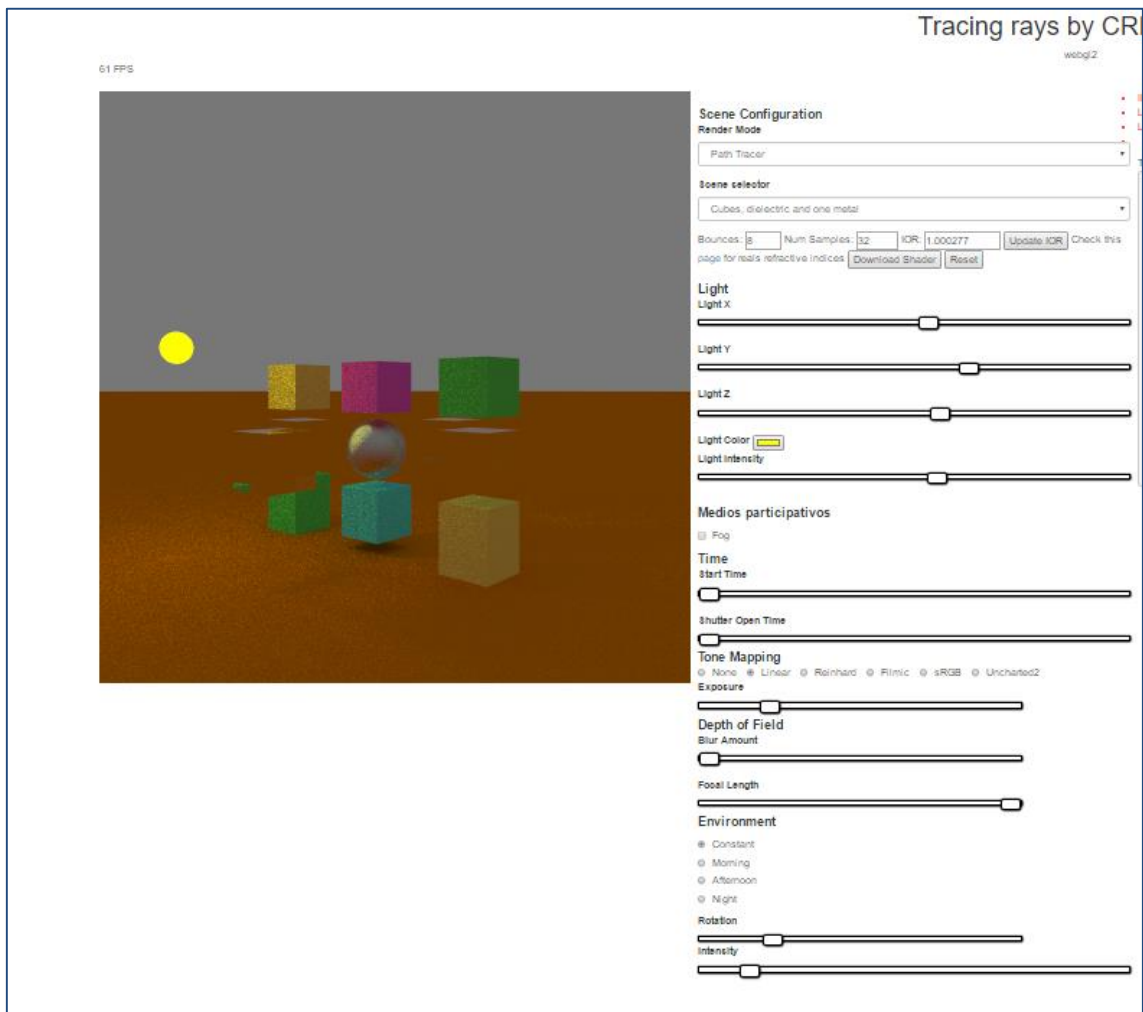 Tracing rays by CRI
webgl2
61 FPS
Scene Configuration
Render Mode
Path Tracer
Scene selector
Cubes, dielectric and one metal
Bounces: 8 Num Samples: 32 IOR: 1.000277 Update IOR Check this
page for reals refractive indices Download Shader Reset
Light
Light X
Light Y
Light Z
Light Color
Light Intensity
Medios participativos
Fog
Time
Start Time
Shutter Open Time
Tone Mapping
None Linear Reinhard Filmic sRGB Uncharted2
Exposure
Depth of Field
Blur Amount
Focal Length
Environment
Constant
Morning
Afternoon
Night
Rotation
Intensity